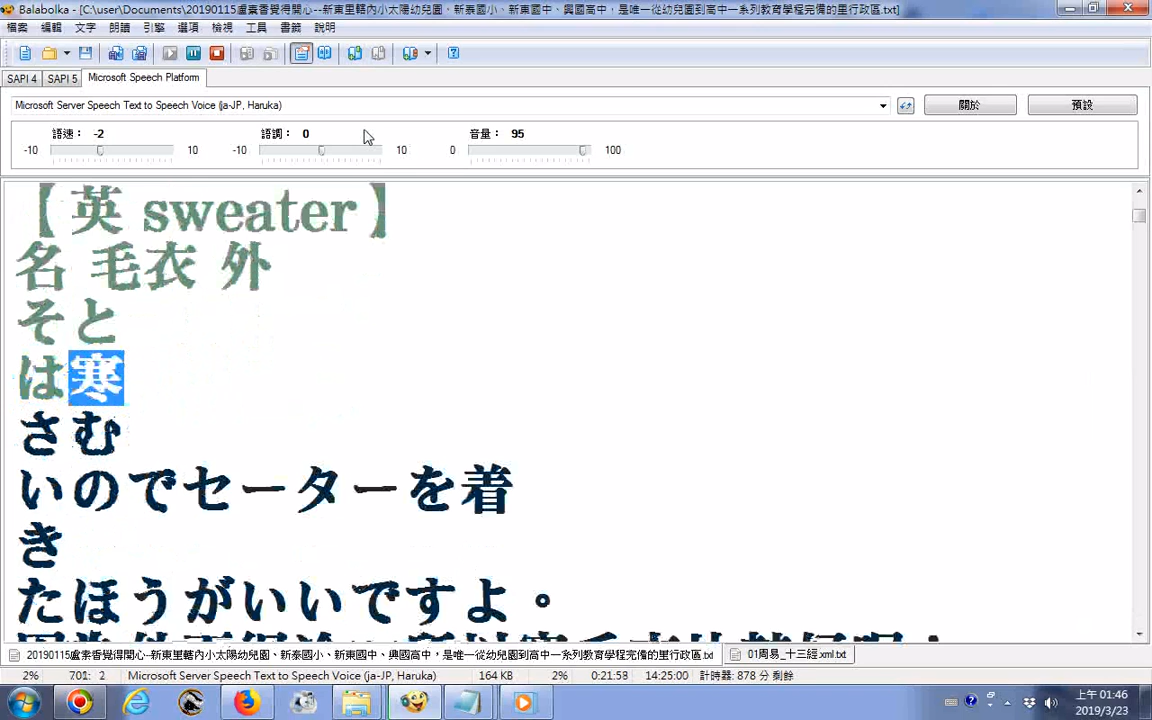 Balabolka - [C:\user\Documents\20190115盧素香覺得開心--新東里轄內小太陽幼兒園、新泰國小、新東國中、興國高中，是唯一從幼兒園到高中一系列教育學程完備的里行政區.txt]
檔案 編輯 文字 朗讀 引擎 選項 檢視 工具 書籤 說明
SAPI 4 SAPI 5 Microsoft Speech Platform
Microsoft Server Speech Text to Speech Voice (ja-JP, Haruka) 關於 預設
語速： -2 語調： 0 音量： 95
-10 10 -10 10 0 100
【 英 sweater 】
名 毛衣 外
そと
は寒
さむ
いのでセーターを着
き
たほうがいいですよ。
20190115盧素香覺得開心--新東里轄內小太陽幼兒園、新泰國小、新東國中、興國高中，是唯一從幼兒園到高中一系列教育學程完備的里行政區.txt 01周易_十三經.xml.txt
2% 701: 2 Microsoft Server Speech Text to Speech Voice (ja-JP, Haruka) 164 KB 2% 0:21:58 14:25:00 計時器: 878 分 剩餘
上午 01:46
2019/3/23